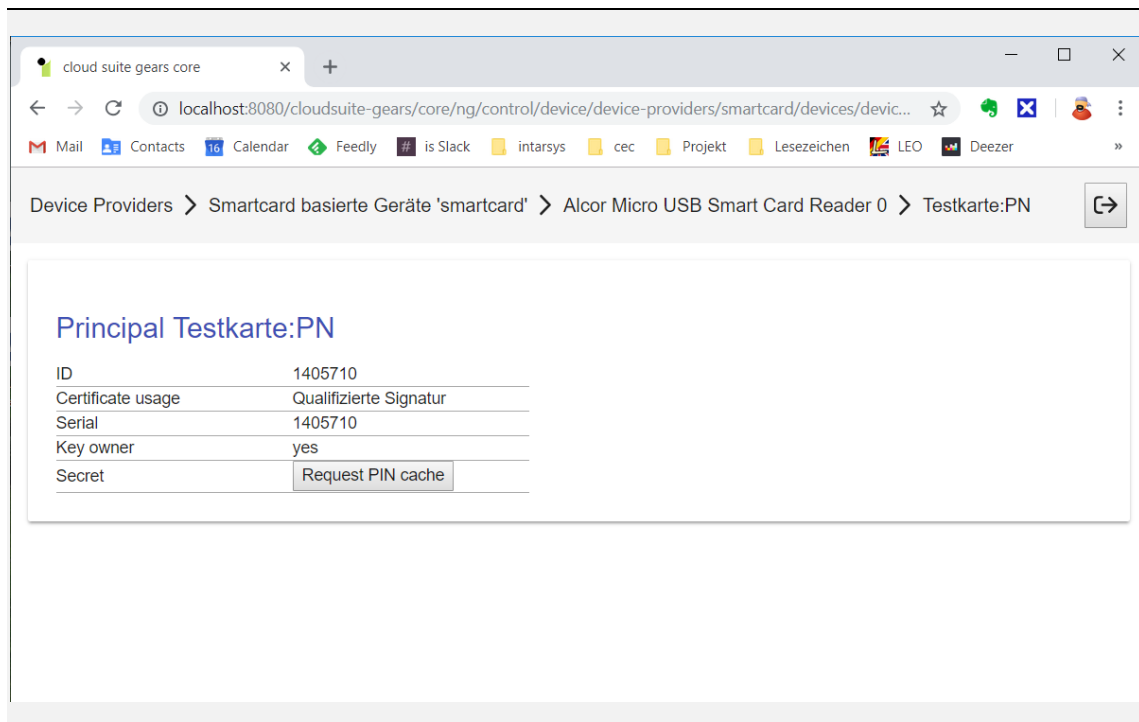 cloud suite gears core
localhost:8080/cloudsuite-gears/core/ng/control/device/device-providers/smartcard/devices/devic...
Mail Contacts 16 Calendar Feedly # is Slack intarsys cec Projekt Lesezeichen LEO Deezer »
Device Providers > Smartcard basierte Geräte 'smartcard' > Alcor Micro USB Smart Card Reader 0 > Testkarte:PN
Principal Testkarte:PN
ID 1405710
Certificate usage Qualifizierte Signatur
Serial 1405710
Key owner yes
Secret Request PIN cache